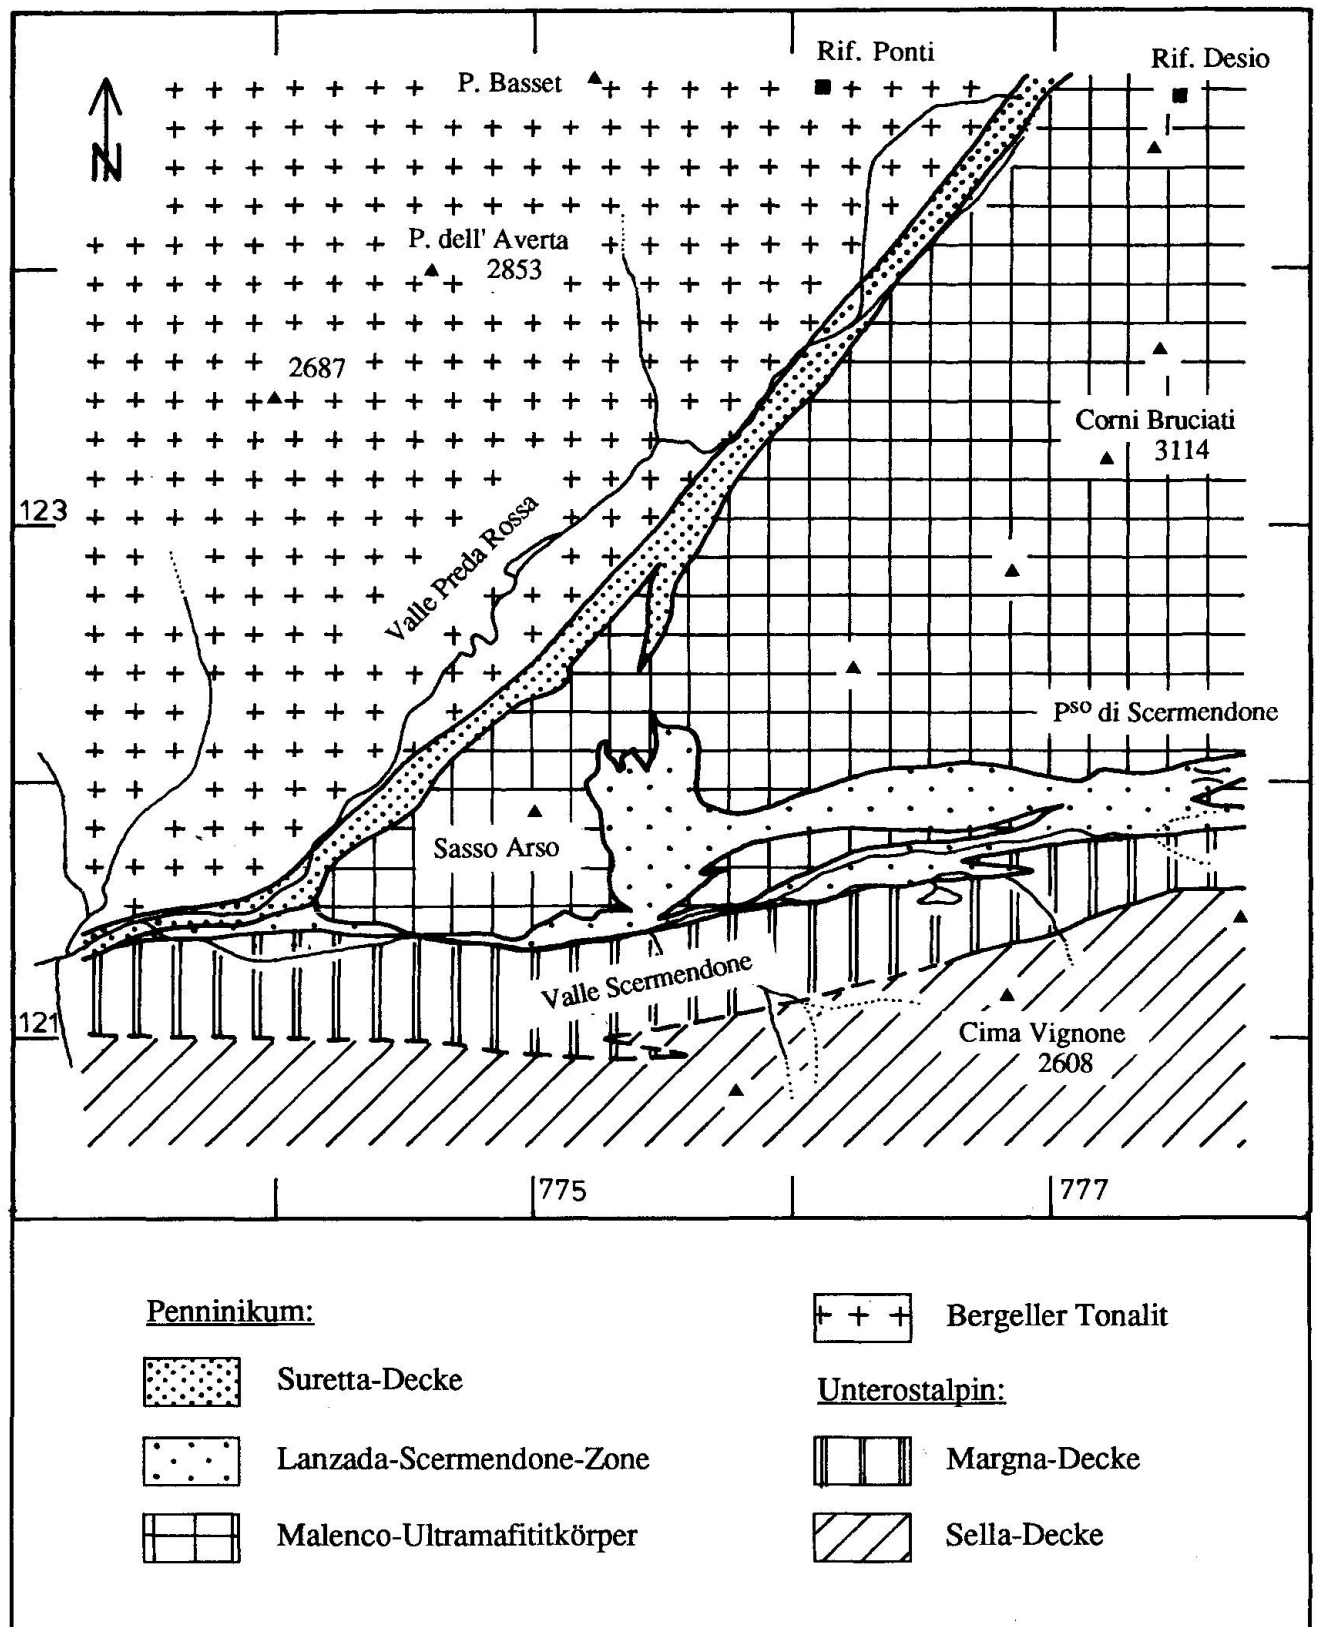 Rif. Ponti
Rif. Desio
P. Basset
N
P. dell' Averta
2853
2687
Corni Bruciati
3114
123
Valle Preda Rossa
Pso di Scermendone
Sasso Arso
Valle Scermendone
121
Cima Vignone
2608
775
777
Penninikum:
Suretta-Decke
Lanzada-Scermendone-Zone
Malenco-Ultramafititkörper
Bergeller Tonalit
Unterostalpin:
Margna-Decke
Sella-Decke